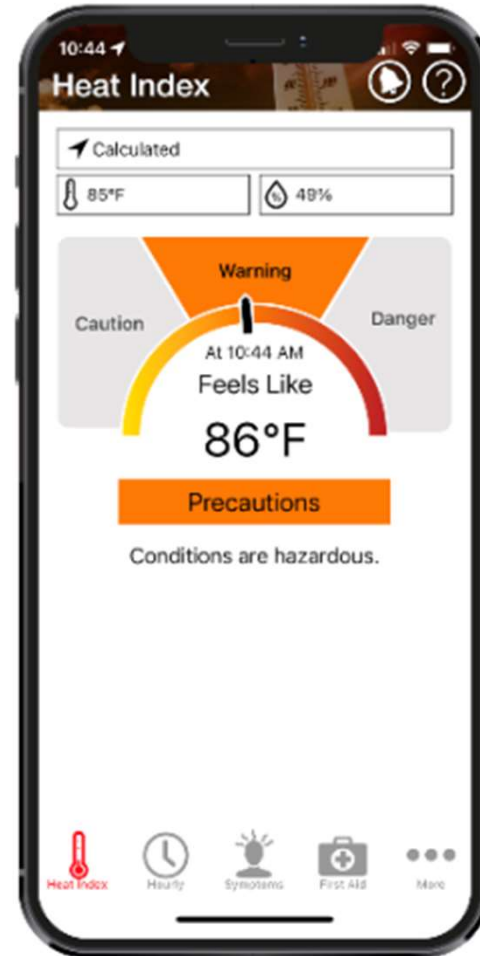 10:44
Heat Index
?
Calculated
85°F
% 49%
Warning
Caution
Danger
At 10:44 AM
Feels Like
86°F
Precautions
Conditions are hazardous.
Heat Index Hourly Symptoms First Aid More